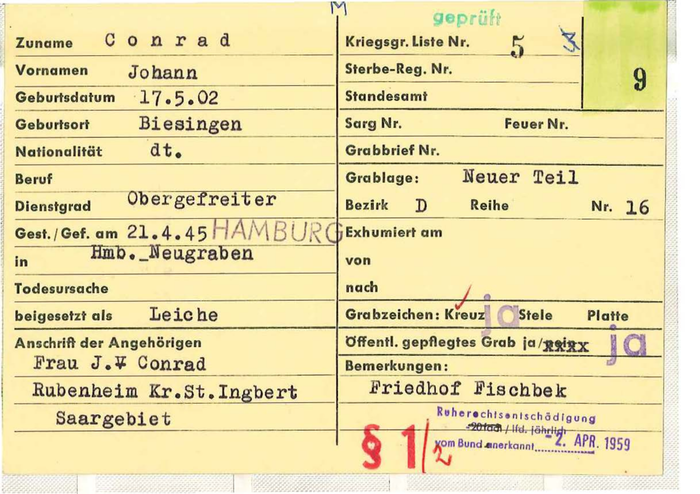 M
geprüft
Zuname C o n r a d
Vornamen Johann
Geburtsdatum 17.5.02
Geburtsort Biesingen
Nationalität dt.
Beruf
Dienstgrad Obergefreiter
Gest./Gef. am 21.4.45 HAMBURG
in Hmb._Neugraben
Todesursache
beigesetzt als Leiche
Anschrift der Angehörigen
Frau J. Conrad
Rubenheim Kr.St.Ingbert
Saargebiet
Kriegsgr. Liste Nr. 5
9
Sterbe-Reg. Nr.
Standesamt
Sarg Nr. Feuer Nr.
Grabbrief Nr.
Grablage: Neuer Teil
Bezirk D Reihe Nr. 16
Exhumiert am
von
nach
Grabzeichen: Kreuz ja Stele Platte
Öffentl. gepflegtes Grab ja/ ja
Bemerkungen:
Friedhof Fischbek
Ruherechtsentschädigung
/ lfd. jährlich
vom Bund anerkannt -2. APR. 1959
§ 1/2